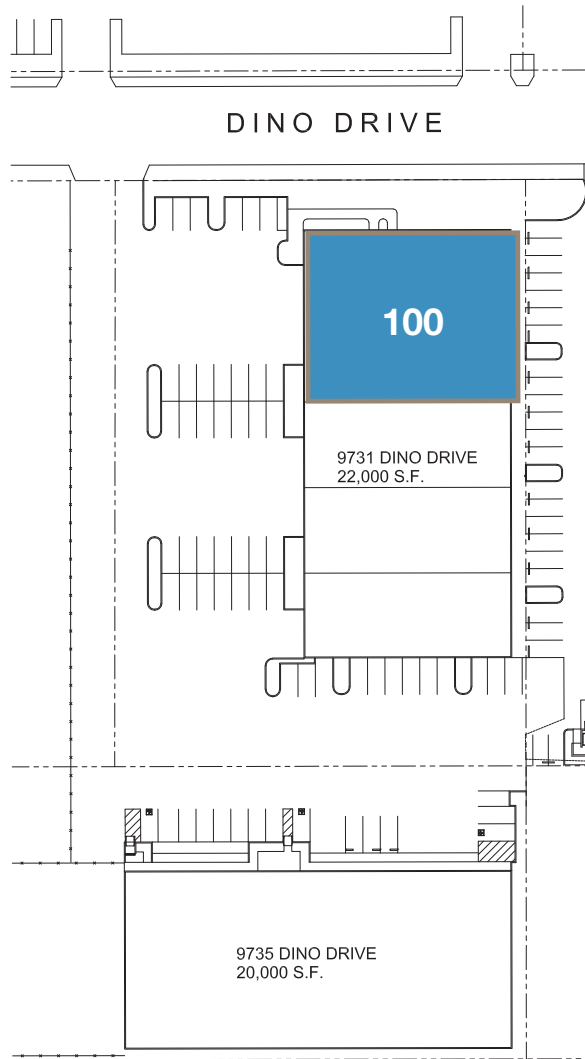 DINO DRIVE
100
9731 DINO DRIVE
22,000 S.F.
9735 DINO DRIVE
20,000 S.F.